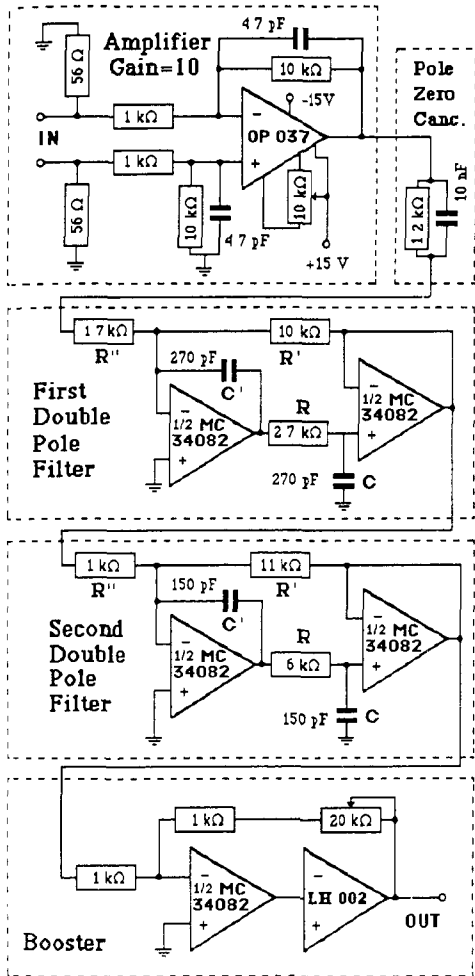 Amplifier
Gain=10
47 pF
10 kΩ
56 Ω
1 kΩ
IN
-15V
OP 037
−
+
1 kΩ
10 kΩ
47 pF
10 kΩ
56 Ω
+15 V
Pole
Zero
Canc.
12 kΩ
10 nF
17 kΩ
R''
10 kΩ
R'
270 pF
C'
First
Double
Pole
Filter
−
1/2 MC
34082
+
R
27 kΩ
270 pF
C
−
1/2 MC
34082
+
1 kΩ
R''
11 kΩ
R'
150 pF
C'
Second
Double
Pole
Filter
−
1/2 MC
34082
+
R
6 kΩ
150 pF
C
−
1/2 MC
34082
+
1 kΩ
20 kΩ
1 kΩ
−
1/2 MC
34082
+
−
LH 002
+
OUT
Booster